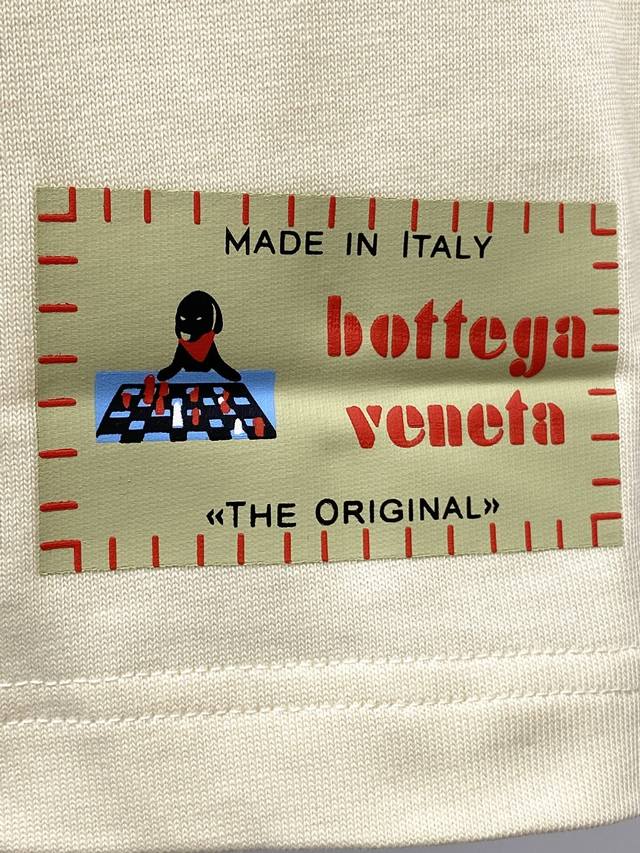 MADE IN ITALY
bottega
veneta
«THE ORIGINAL»